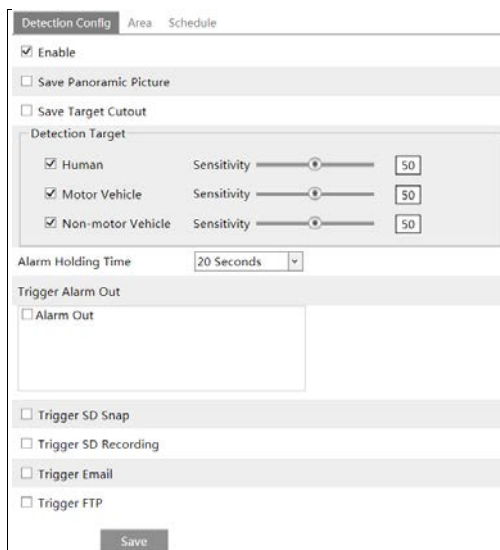 Detection Config Area Schedule
Enable
Save Panoramic Picture
Save Target Cutout
Detection Target
Human Sensitivity 50
Motor Vehicle Sensitivity 50
Non-motor Vehicle Sensitivity 50
Alarm Holding Time 20 Seconds
Trigger Alarm Out
Alarm Out
Trigger SD Snap
Trigger SD Recording
Trigger Email
Trigger FTP
Save